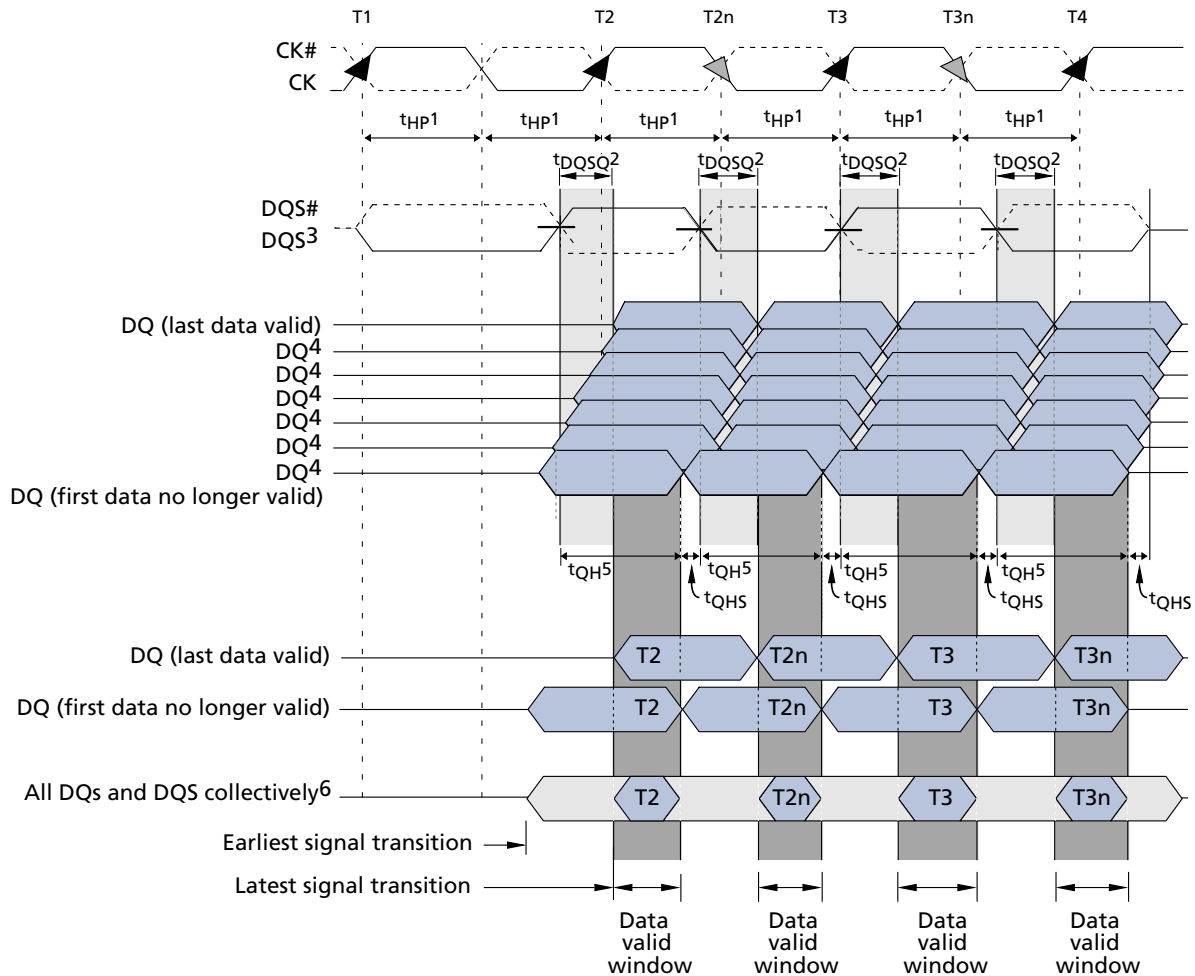 T1 T2 T2n T3 T3n T4
CK#
CK
tHP1 tHP1 tHP1 tHP1 tHP1 tHP1
tDQSQ2 tDQSQ2 tDQSQ2 tDQSQ2
DQS#
DQS3
DQ (last data valid)
DQ4
DQ4
DQ4
DQ4
DQ4
DQ4
DQ (first data no longer valid)
tQH5 tQH5 tQH5 tQH5
tQHS tQHS tQHS tQHS
DQ (last data valid) T2 T2n T3 T3n
DQ (first data no longer valid) T2 T2n T3 T3n
All DQs and DQS collectively6 T2 T2n T3 T3n
Earliest signal transition
Latest signal transition
Data Data Data Data
valid valid valid valid
window window window window